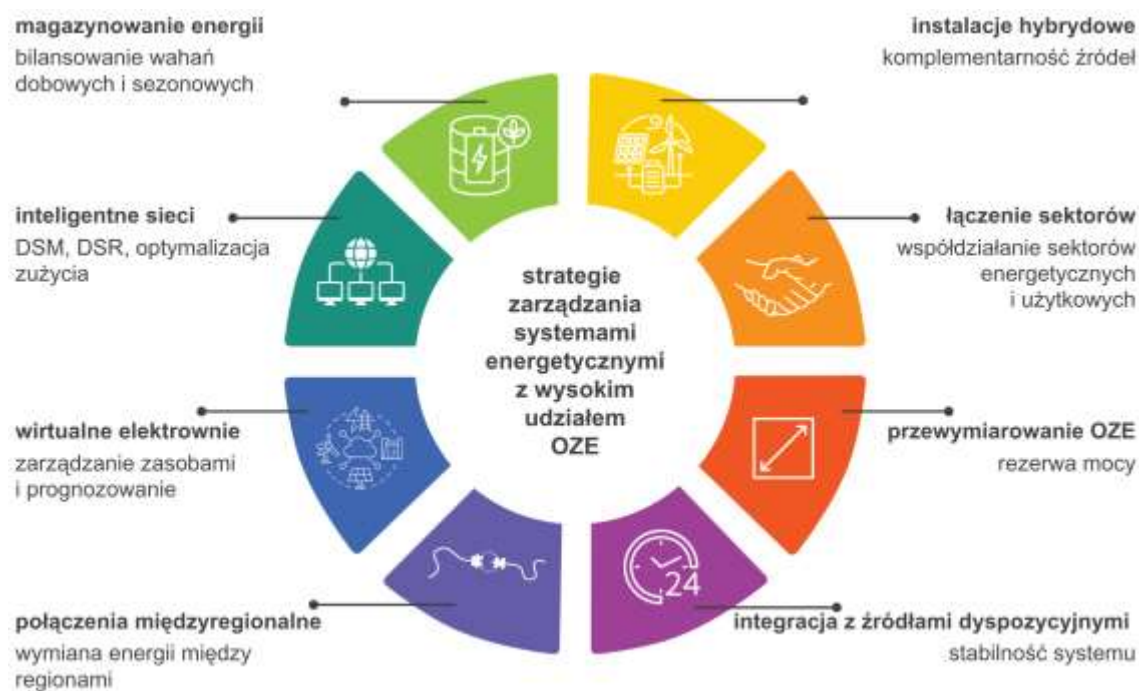 magazynowanie energii
bilansowanie wahań
dobowych i sezonowych
instalacje hybrydowe
komplementarność źródeł
inteligentne sieci
DSM, DSR, optymalizacja
zużycia
łączenie sektorów
współdziałanie sektorów
energetycznych
i użytkowych
strategie
zarządzania
systemami
energetycznymi
z wysokim
udziałem
OZE
wirtualne elektrownie
zarządzanie zasobami
i prognozowanie
przewymiarowanie OZE
rezerwa mocy
24
połączenia międzyregionalne
wymiana energii między
regionami
integracja z źródłami dyspozycyjnymi
stabilność systemu